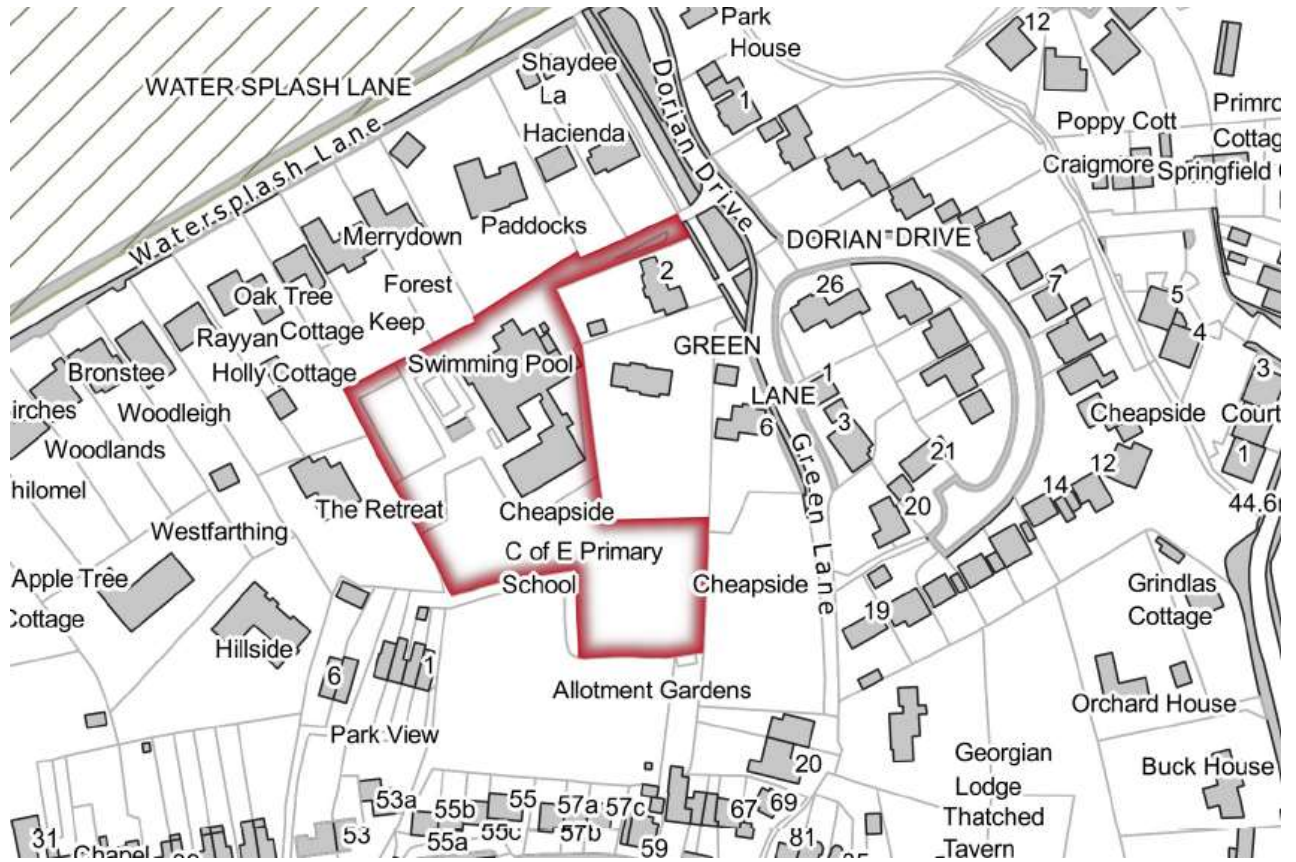 Park
House
12
Shaydee
La
Hacienda
WATER SPLASH LANE
Watersplash Lane
Dorian Drive
1
Primro
Cottag
Poppy Cott
Craigmore
Springfield
Paddocks
Merrydown
Forest
Keep
Oak Tree
Cottage
Rayyan
Holly Cottage
Bronstee
Woodleigh
irches
Woodlands
hilomel
Westfarthing
The Retreat
Swimming Pool
2
DORIAN DRIVE
26
7
5
4
3
GREEN
LANE
1
3
6
Green Lane
21
20
Cheapside
Court
1
12
14
44.6
Cheapside
C of E Primary
School
Cheapside
19
Grindlas
Cottage
Apple Tree
Cottage
Hillside
6
1
Park View
Allotment Gardens
Orchard House
Buck House
Georgian
Lodge
Thatched
Tavern
20
69
67
81
53a
55b
55
57a
57c
53
55a
55c
57b
59
31
Chapel